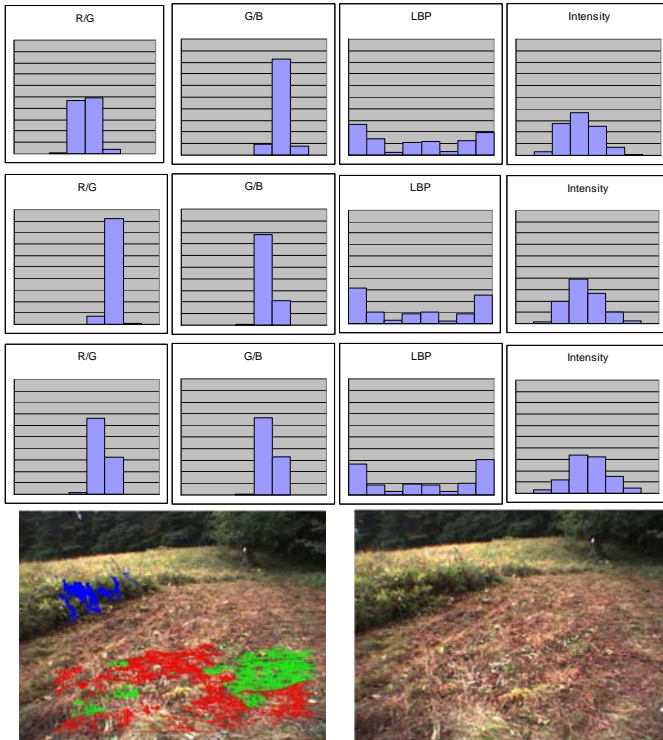 R/G
G/B
LBP
Intensity
R/G
G/B
LBP
Intensity
R/G
G/B
LBP
Intensity